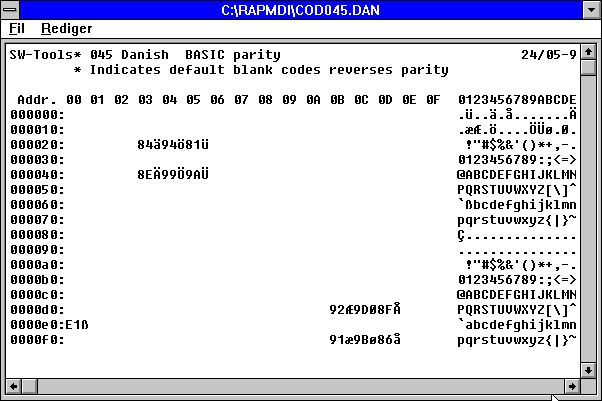 C:\RAPMDI\COD045.DAN
Fil Rediger
SW-Tools* 045 Danish BASIC parity 24/05-9
* Indicates default blank codes reverses parity
Addr. 00 01 02 03 04 05 06 07 08 09 0A 0B 0C 0D 0E 0F 0123456789ABCDE
000000: .ü..ä.å.......Ä
000010: .æÆ.ö....ÖÜø.Ø.
000020: 84ä94ö81ü !"#$%&'()*+,-.
000030: 0123456789:;<=>
000040: 8EÄ99Ö9AÜ @ABCDEFGHIJKLMN
000050: PQRSTUVWXYZ[\]^
000060: `ßbcdefghijklmn
000070: pqrstuvwxyz{|}~
000080: Ç..............
000090: ...............
0000a0: !"#$%&'()*+,-.
0000b0: 0123456789:;<=>
0000c0: @ABCDEFGHIJKLMN
0000d0: 92Æ9DØ8FÅ PQRSTUVWXYZ[\]^
0000e0:E1ß `abcdefghijklmn
0000f0: 91æ9Bø86å pqrstuvwxyz{|}~